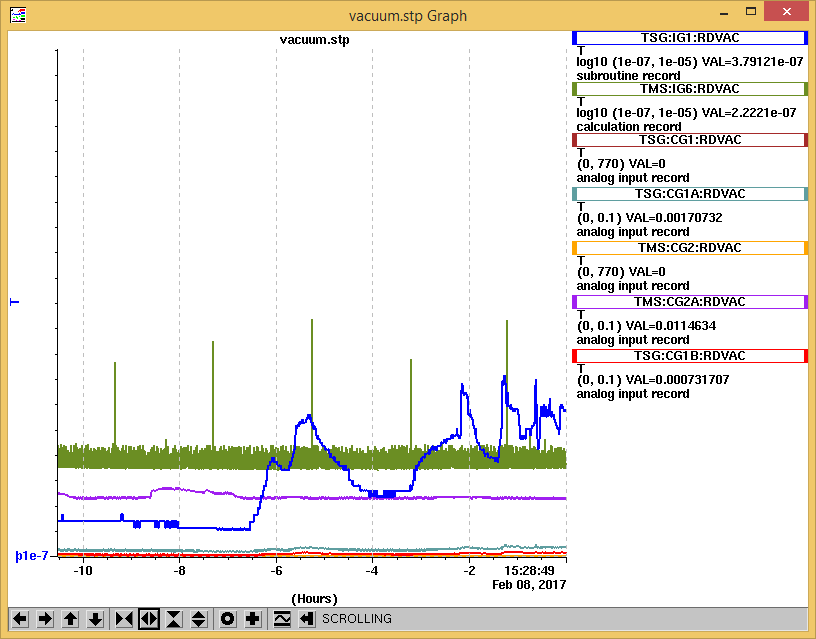 vacuum.stp Graph
vacuum.stp
TSG:IG1:RDVAC
T
log10 (1e-07, 1e-05) VAL=3.79121e-07
subroutine record
TMS:IG6:RDVAC
T
log10 (1e-07, 1e-05) VAL=2.2221e-07
calculation record
TSG:CG1:RDVAC
T
(0, 770) VAL=0
analog input record
TSG:CG1A:RDVAC
T
(0, 0.1) VAL=0.00170732
analog input record
TMS:CG2:RDVAC
T
(0, 770) VAL=0
analog input record
TMS:CG2A:RDVAC
T
(0, 0.1) VAL=0.0114634
analog input record
TSG:CG1B:RDVAC
T
(0, 0.1) VAL=0.000731707
analog input record
T
1e-7
-10 -8 -6 -4 -2 15:28:49
Feb 08, 2017
(Hours)
SCROLLING